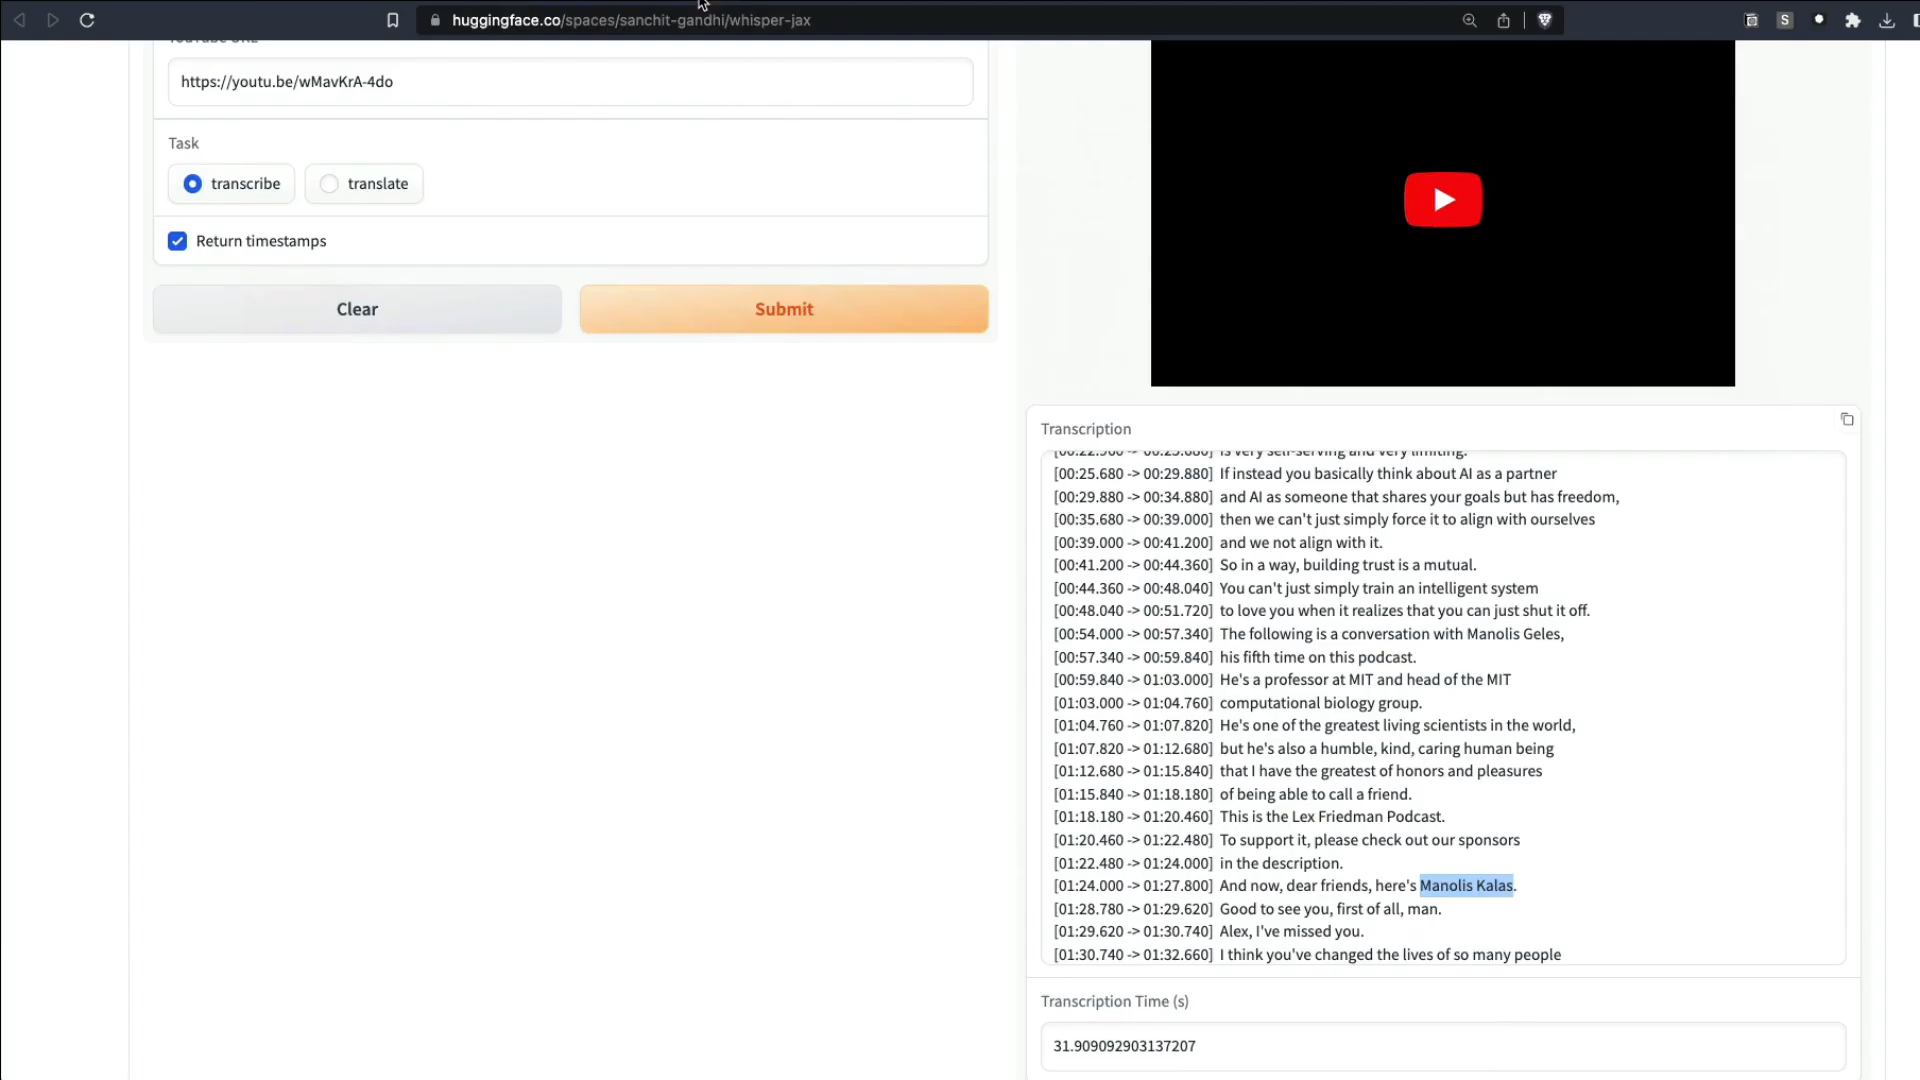 huggingface.co/spaces/sanchit-gandhi/whisper-jax
S
YouTube URL
https://youtu.be/wMavKrA-4do
Task
transcribe
translate
Return timestamps
Clear
Submit
Transcription
[00:22.960 -> 00:25.680] is very self-serving and very limiting.
[00:25.680 -> 00:29.880] If instead you basically think about AI as a partner
[00:29.880 -> 00:34.880] and AI as someone that shares your goals but has freedom,
[00:35.680 -> 00:39.000] then we can't just simply force it to align with ourselves
[00:39.000 -> 00:41.200] and we not align with it.
[00:41.200 -> 00:44.360] So in a way, building trust is a mutual.
[00:44.360 -> 00:48.040] You can't just simply train an intelligent system
[00:48.040 -> 00:51.720] to love you when it realizes that you can just shut it off.
[00:54.000 -> 00:57.340] The following is a conversation with Manolis Geles,
[00:57.340 -> 00:59.840] his fifth time on this podcast.
[00:59.840 -> 01:03.000] He's a professor at MIT and head of the MIT
[01:03.000 -> 01:04.760] computational biology group.
[01:04.760 -> 01:07.820] He's one of the greatest living scientists in the world,
[01:07.820 -> 01:12.680] but he's also a humble, kind, caring human being
[01:12.680 -> 01:15.840] that I have the greatest of honors and pleasures
[01:15.840 -> 01:18.180] of being able to call a friend.
[01:18.180 -> 01:20.460] This is the Lex Friedman Podcast.
[01:20.460 -> 01:22.480] To support it, please check out our sponsors
[01:22.480 -> 01:24.000] in the description.
[01:24.000 -> 01:27.800] And now, dear friends, here's Manolis Kalas.
[01:28.780 -> 01:29.620] Good to see you, first of all, man.
[01:29.620 -> 01:30.740] Alex, I've missed you.
[01:30.740 -> 01:32.660] I think you've changed the lives of so many people
Transcription Time (s)
31.909092903137207